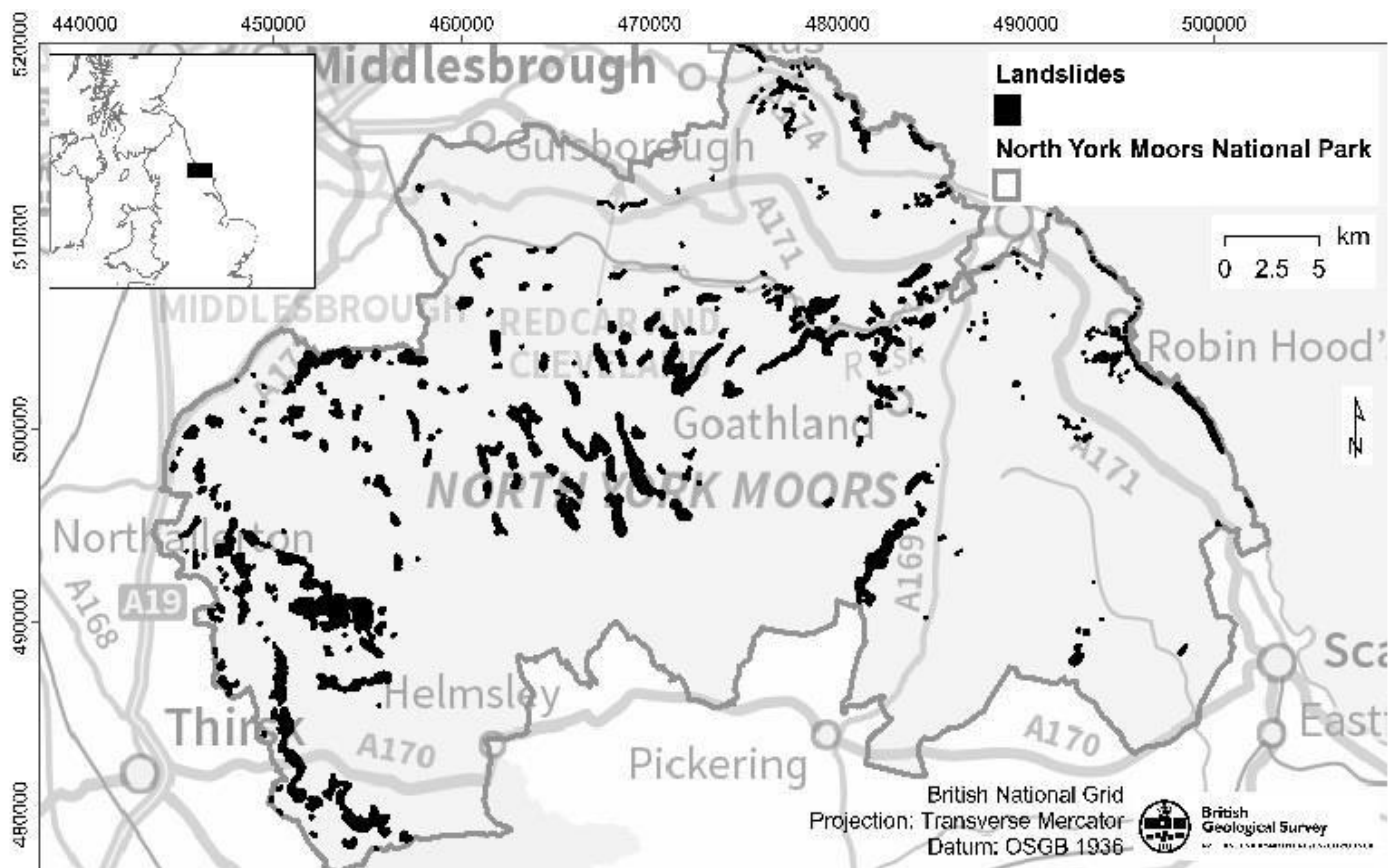 440000 450000 460000 470000 480000 490000 500000
520000
510000
500000
490000
480000
Middlesbrough
Guisborough
A174
A171
MIDDLESBROUGH
REDCAR AND
CLEVELAND
R Esk
Goathland
NORTH YORK MOORS
Northallerton
A19
A168
A169
A171
Robin Hood'
Helmsley
Thirsk
A170
Pickering
A170
Sca
East
Landslides
North York Moors National Park
km
0 2.5 5
N
British National Grid
Projection: Transverse Mercator
Datum: OSGB 1936
British
Geological Survey